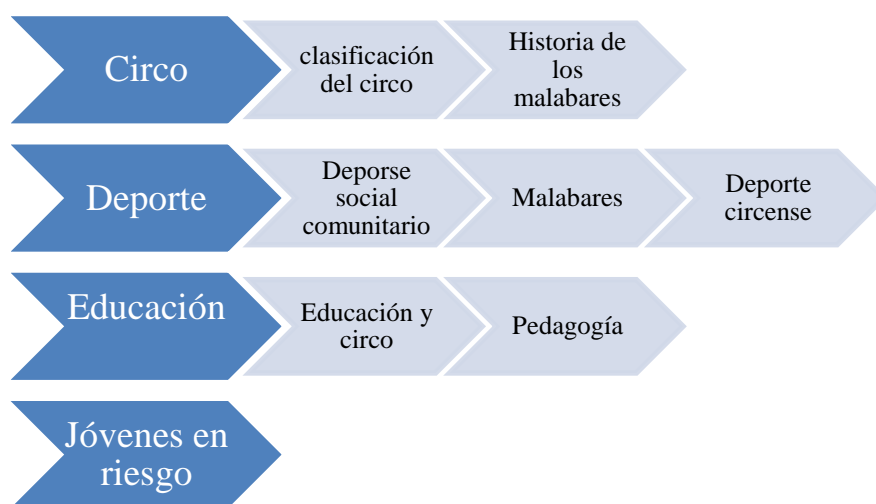 Circo
clasificación
del circo
Historia de
los
malabares
Deporte
Deporse
social
comunitario
Malabares
Deporte
circense
Educación
Educación y
circo
Pedagogía
Jóvenes en
riesgo